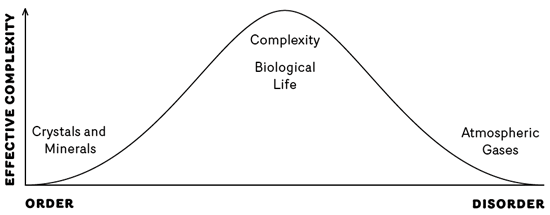 EFFECTIVE COMPLEXITY
Complexity
Biological
Life
Crystals and
Minerals
Atmospheric
Gases
ORDER
DISORDER